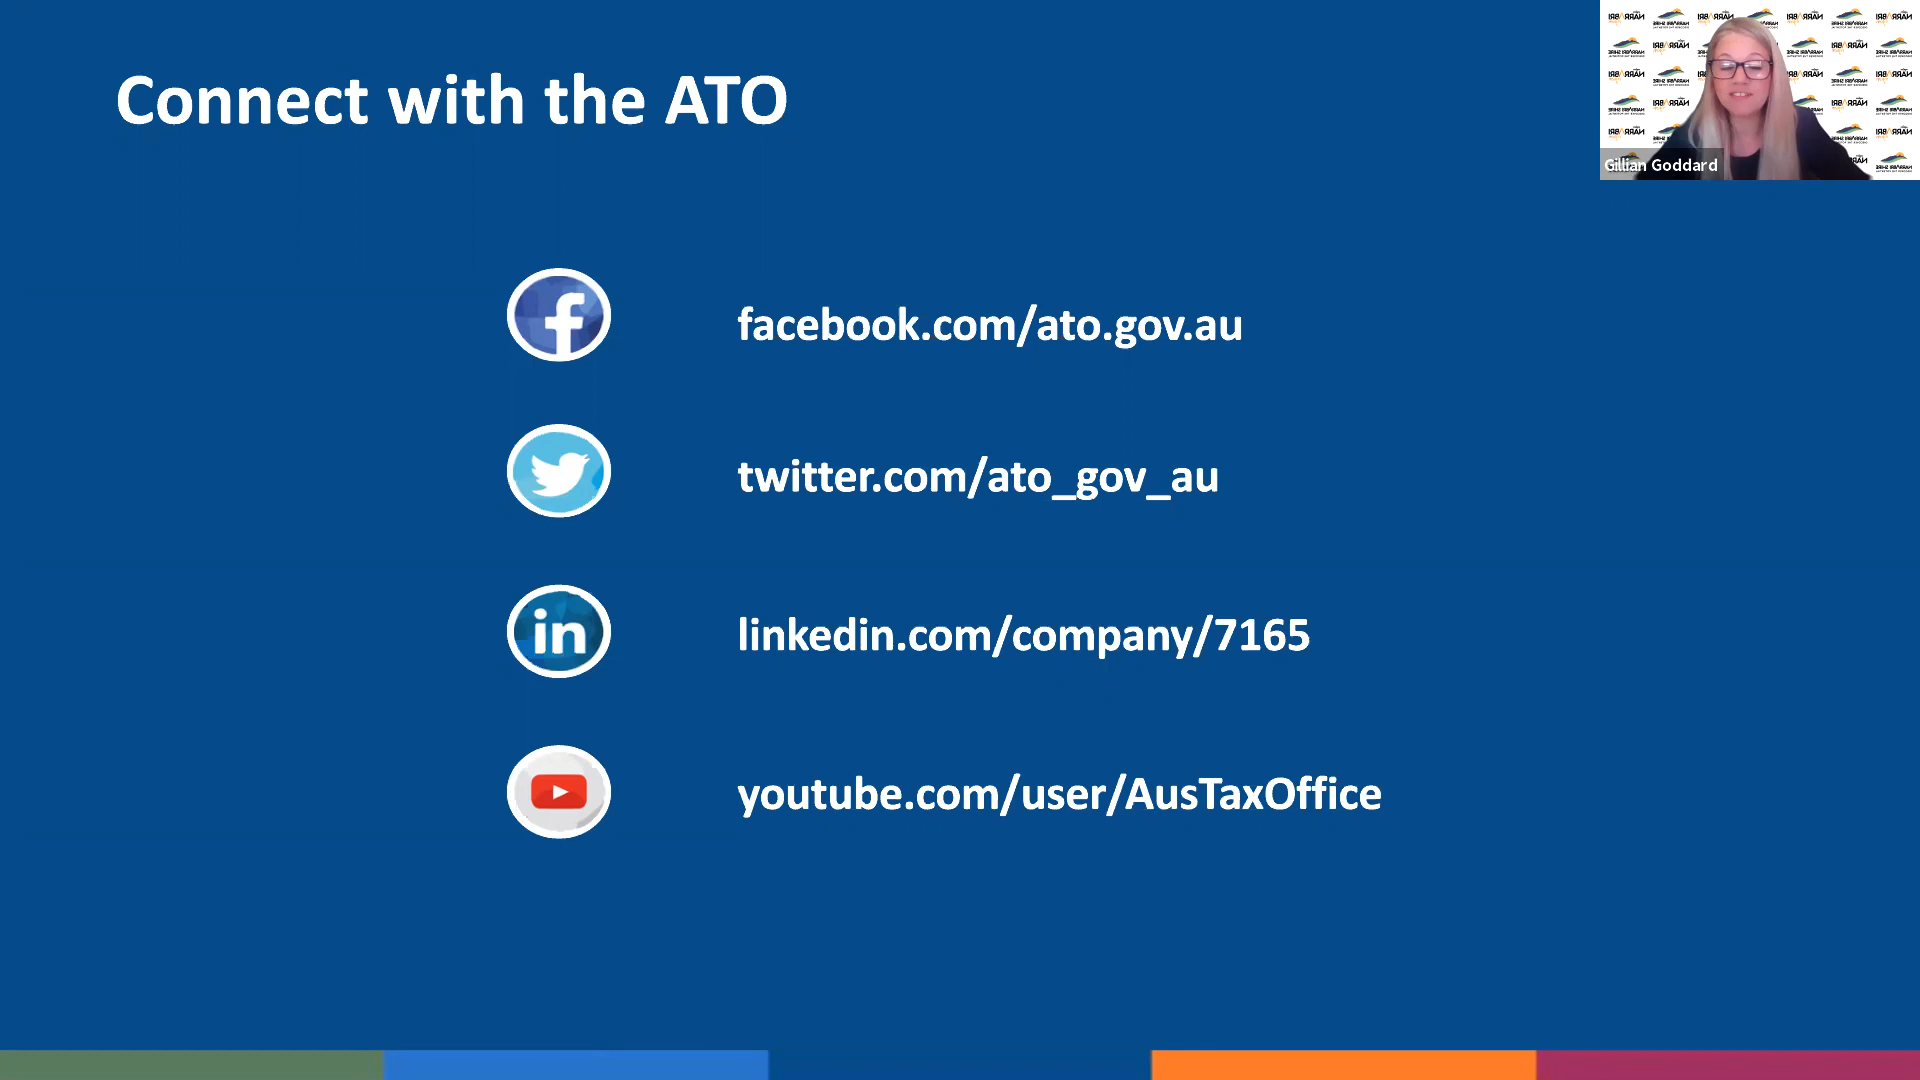 Connect with the ATO
Gillian Goddard
facebook.com/ato.gov.au
twitter.com/ato_gov_au
linkedin.com/company/7165
youtube.com/user/AusTaxOffice